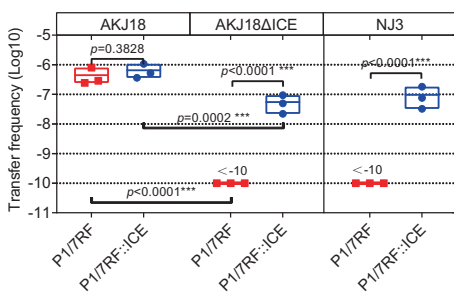 AKJ18 AKJ18ΔICE NJ3
Transfer frequency (Log10)
-5
-6
-7
-8
-9
-10
-11
p=0.3828
p<0.0001 ***
p<0.0001***
p=0.0002 ***
<-10
<-10
p<0.0001***
P1/7RF
P1/7RF::ICE
P1/7RF
P1/7RF::ICE
P1/7RF
P1/7RF::ICE